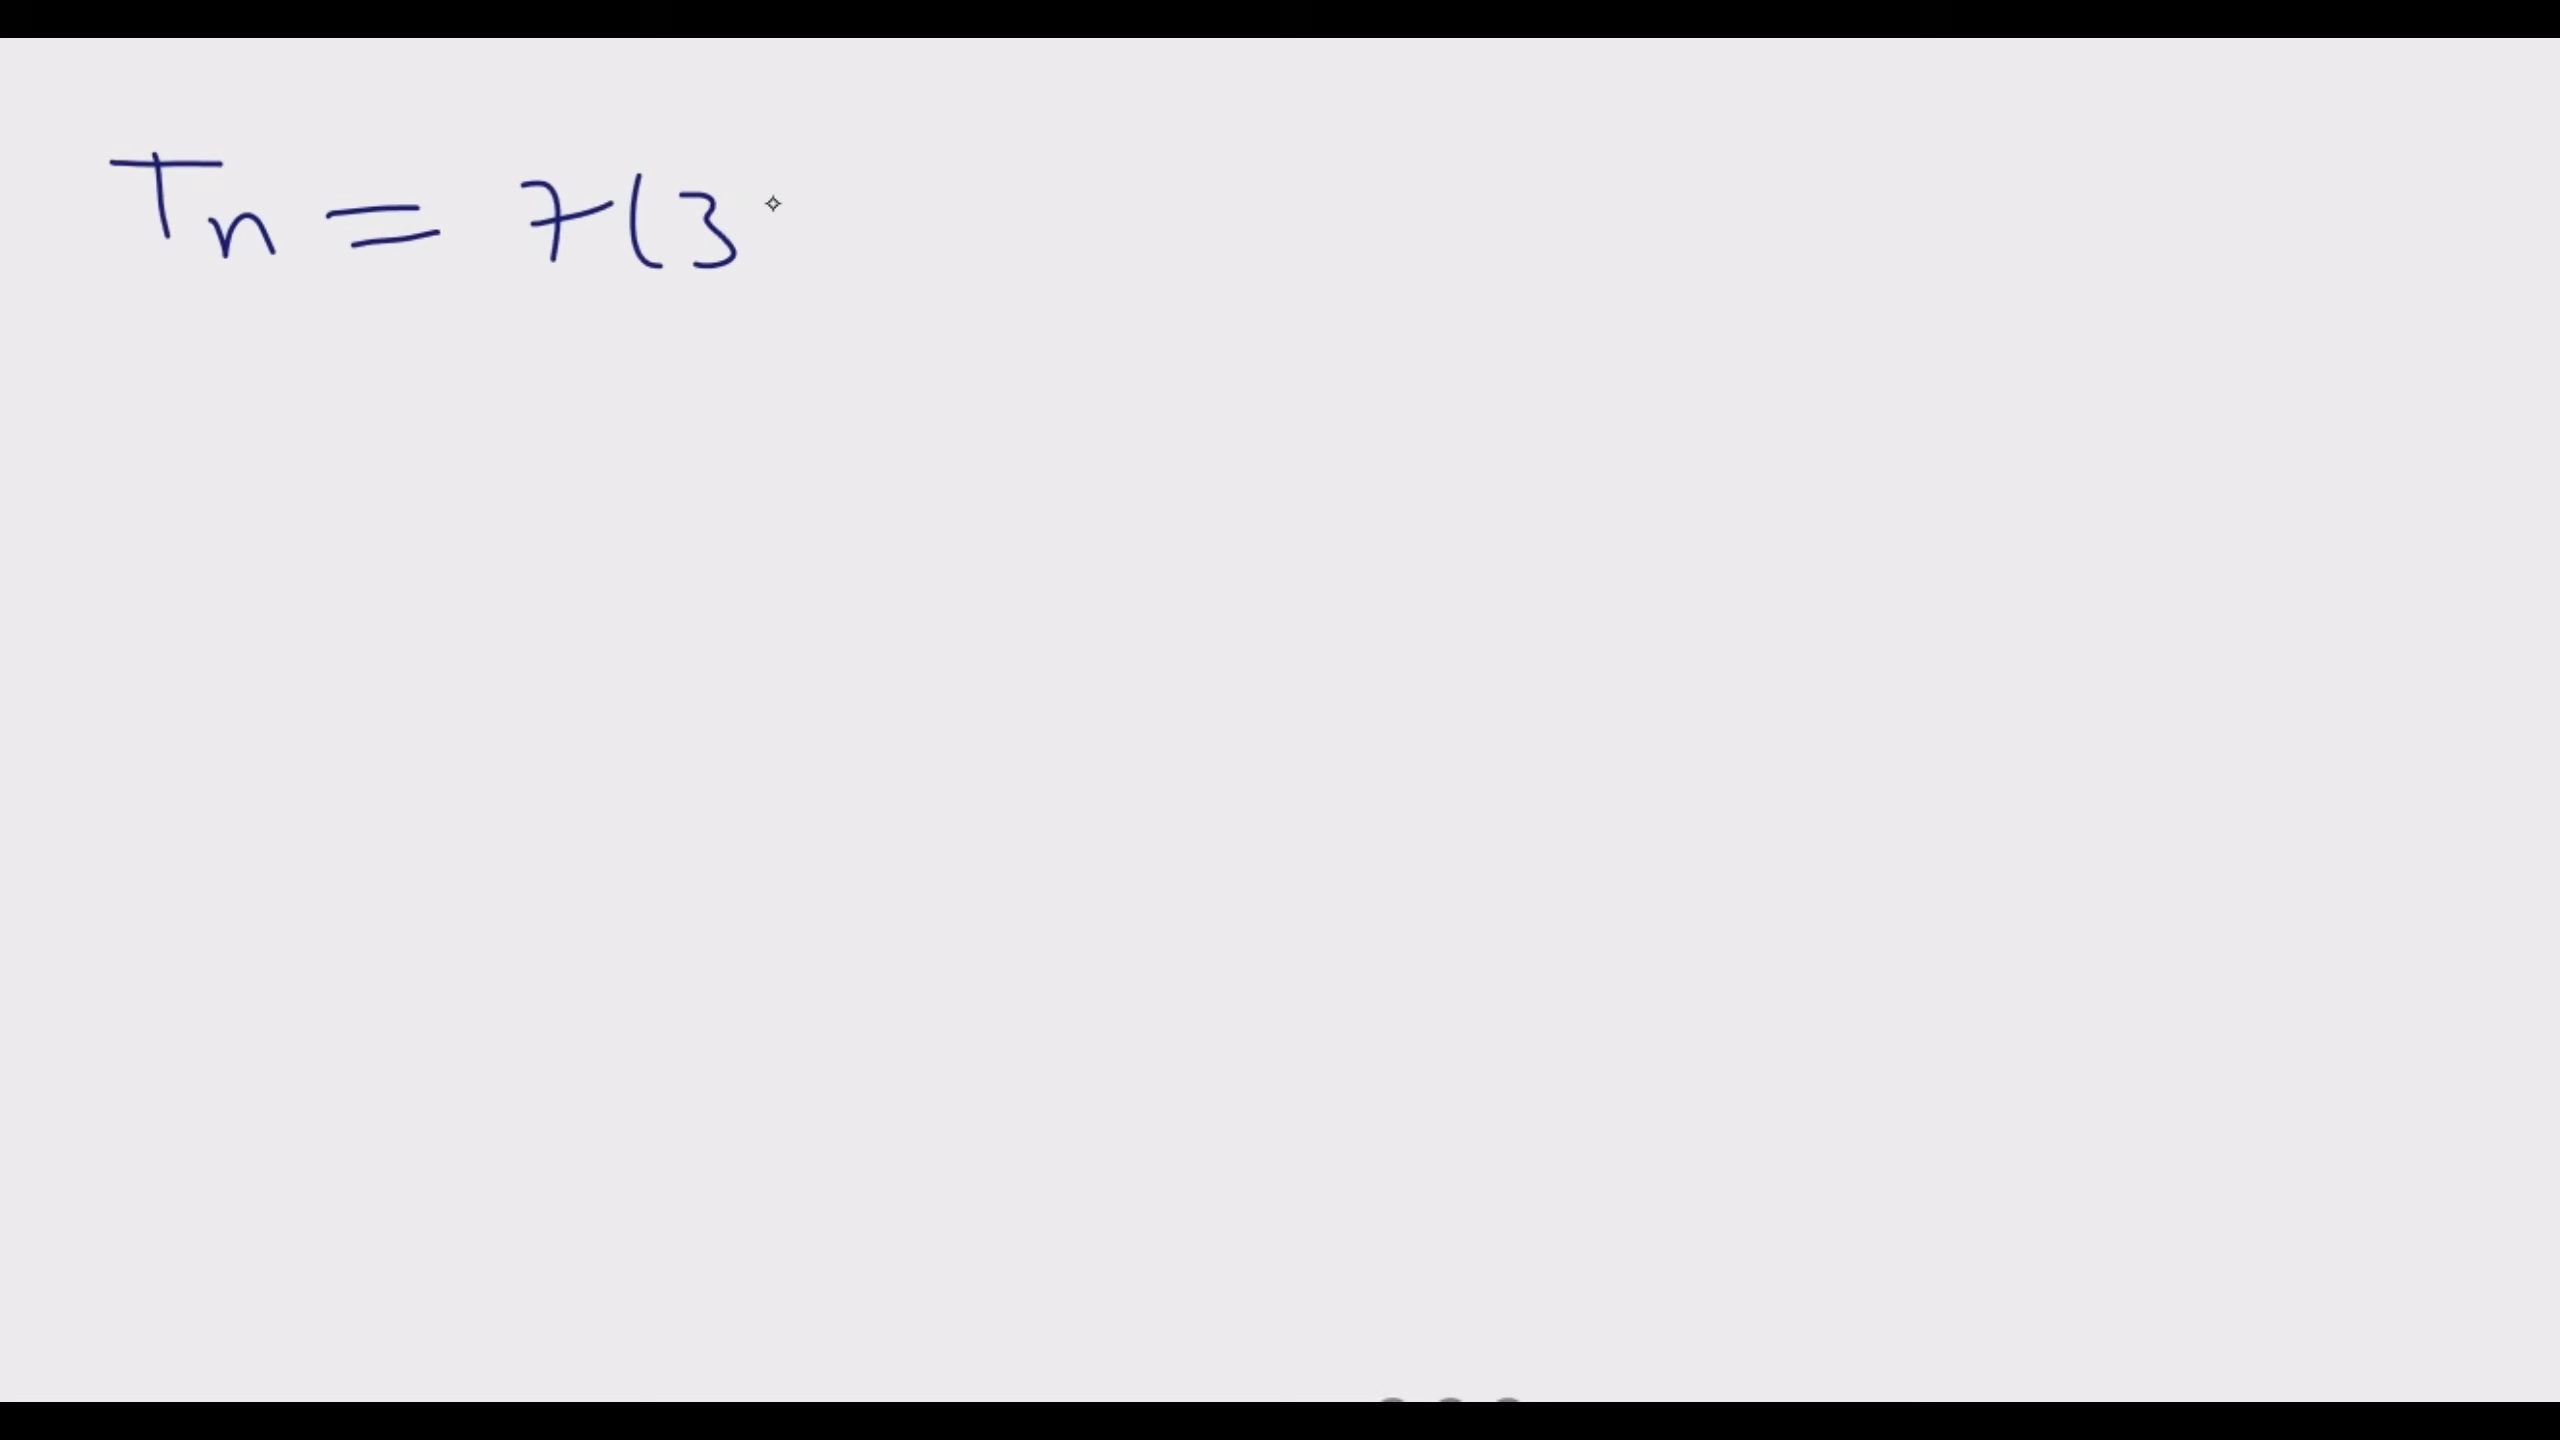 Tn = 7(3